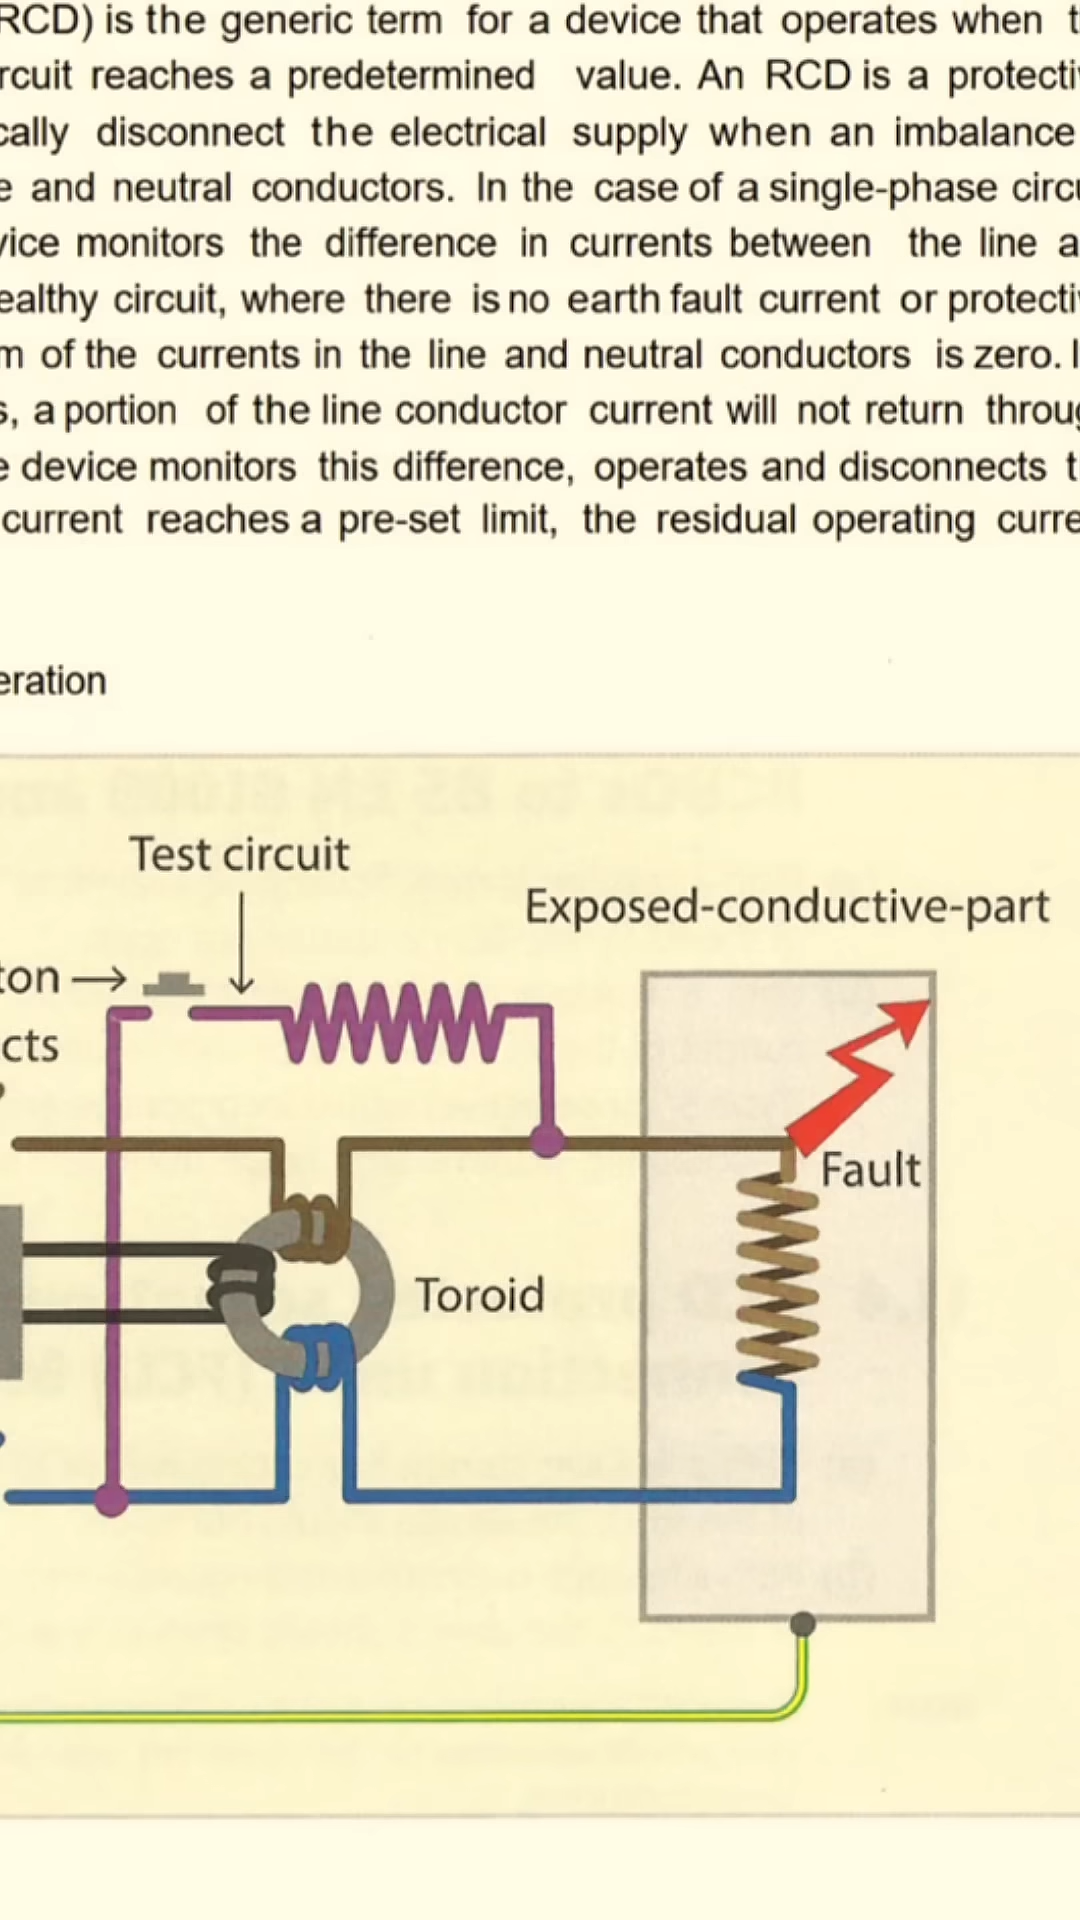 RCD) is the generic term for a device that operates when
rcuit reaches a predetermined value. An RCD is a protecti
cally disconnect the electrical supply when an imbalance
e and neutral conductors. In the case of a single-phase circu
vice monitors the difference in currents between the line a
ealthy circuit, where there is no earth fault current or protecti
m of the currents in the line and neutral conductors is zero. I
s, a portion of the line conductor current will not return throug
e device monitors this difference, operates and disconnects t
current reaches a pre-set limit, the residual operating curre
eration
Test circuit
Exposed-conductive-part
ton
cts
Fault
Toroid